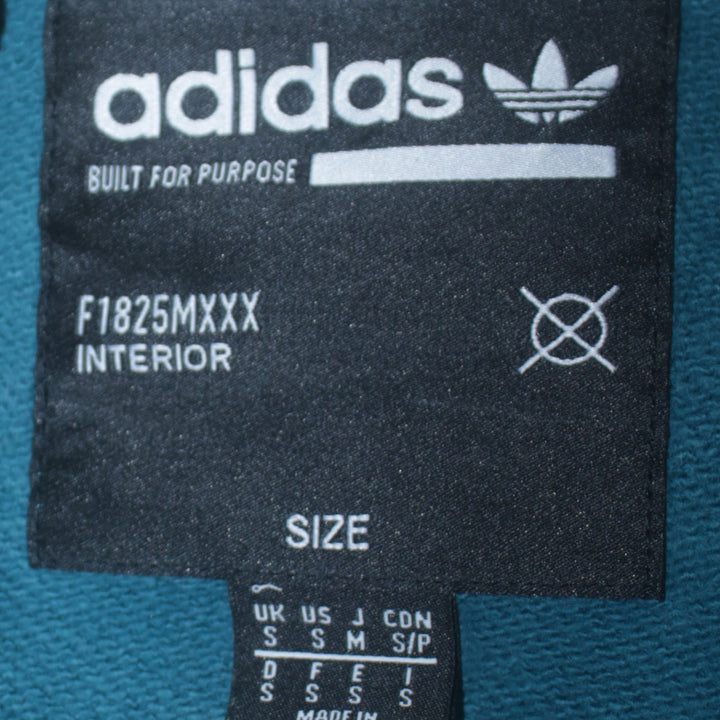 adidas
BUILT FOR PURPOSE
F1825MXXX
INTERIOR
SIZE
UK US J CDN
S S M S/P
D F E I
S S S S
MADE IN